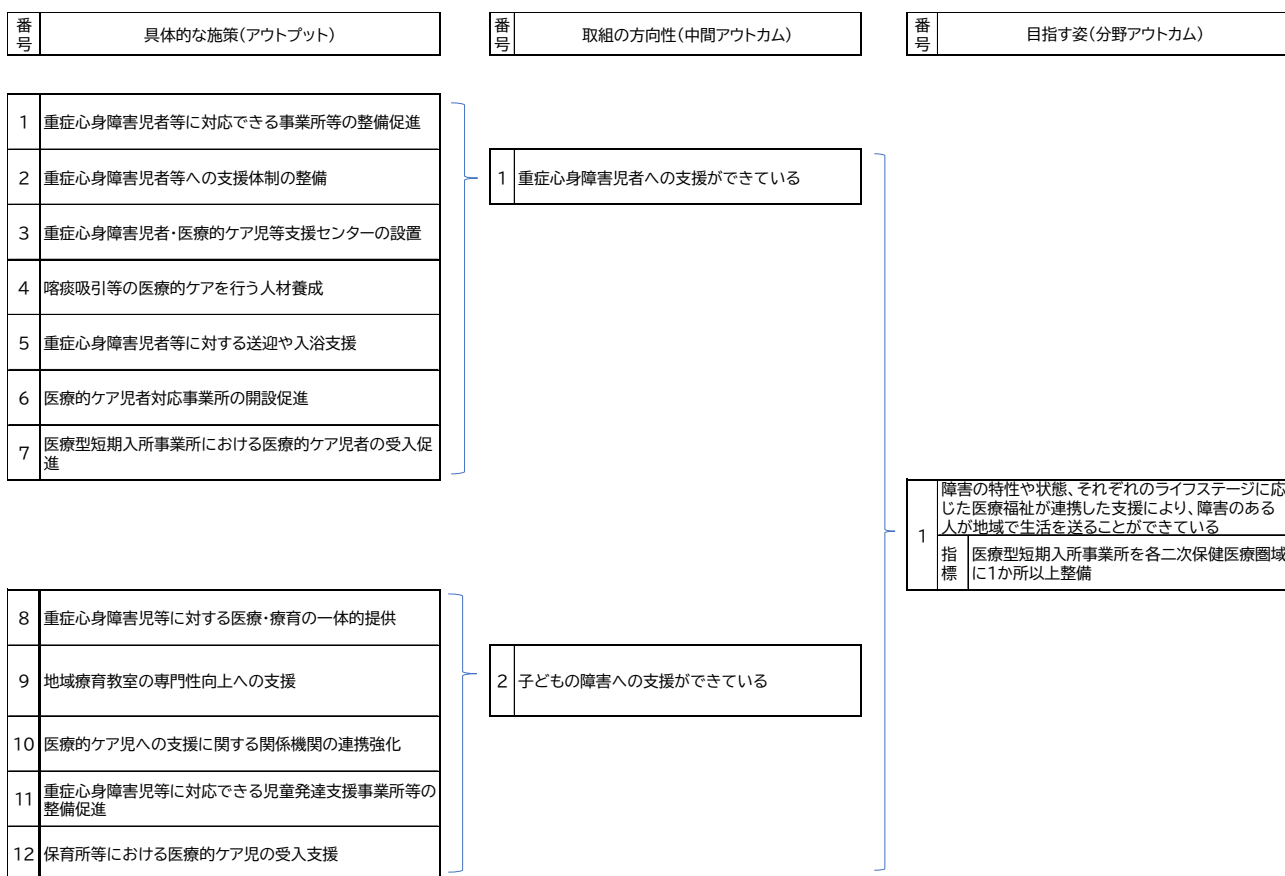 番号 具体的な施策(アウトプット) 番号 取組の方向性(中間アウトカム) 番号 目指す姿(分野アウトカム)
1 重症心身障害児者等に対応できる事業所等の整備促進
2 重症心身障害児者等への支援体制の整備
3 重症心身障害児者・医療的ケア児等支援センターの設置
4 喀痰吸引等の医療的ケアを行う人材養成
5 重症心身障害児者等に対する送迎や入浴支援
6 医療的ケア児者対応事業所の開設促進
7 医療型短期入所事業所における医療的ケア児者の受入促
進
1 重症心身障害児者への支援ができている
8 重症心身障害児等に対する医療・療育の一体的提供
9 地域療育教室の専門性向上への支援
10 医療的ケア児への支援に関する関係機関の連携強化
11 重症心身障害児等に対応できる児童発達支援事業所等の
整備促進
12 保育所等における医療的ケア児の受入支援
2 子どもの障害への支援ができている
1 障害の特性や状態、それぞれのライフステージに応
じた医療福祉が連携した支援により、障害のある
人が地域で生活を送ることができている
指標 医療型短期入所事業所を各二次保健医療圏域
に1か所以上整備